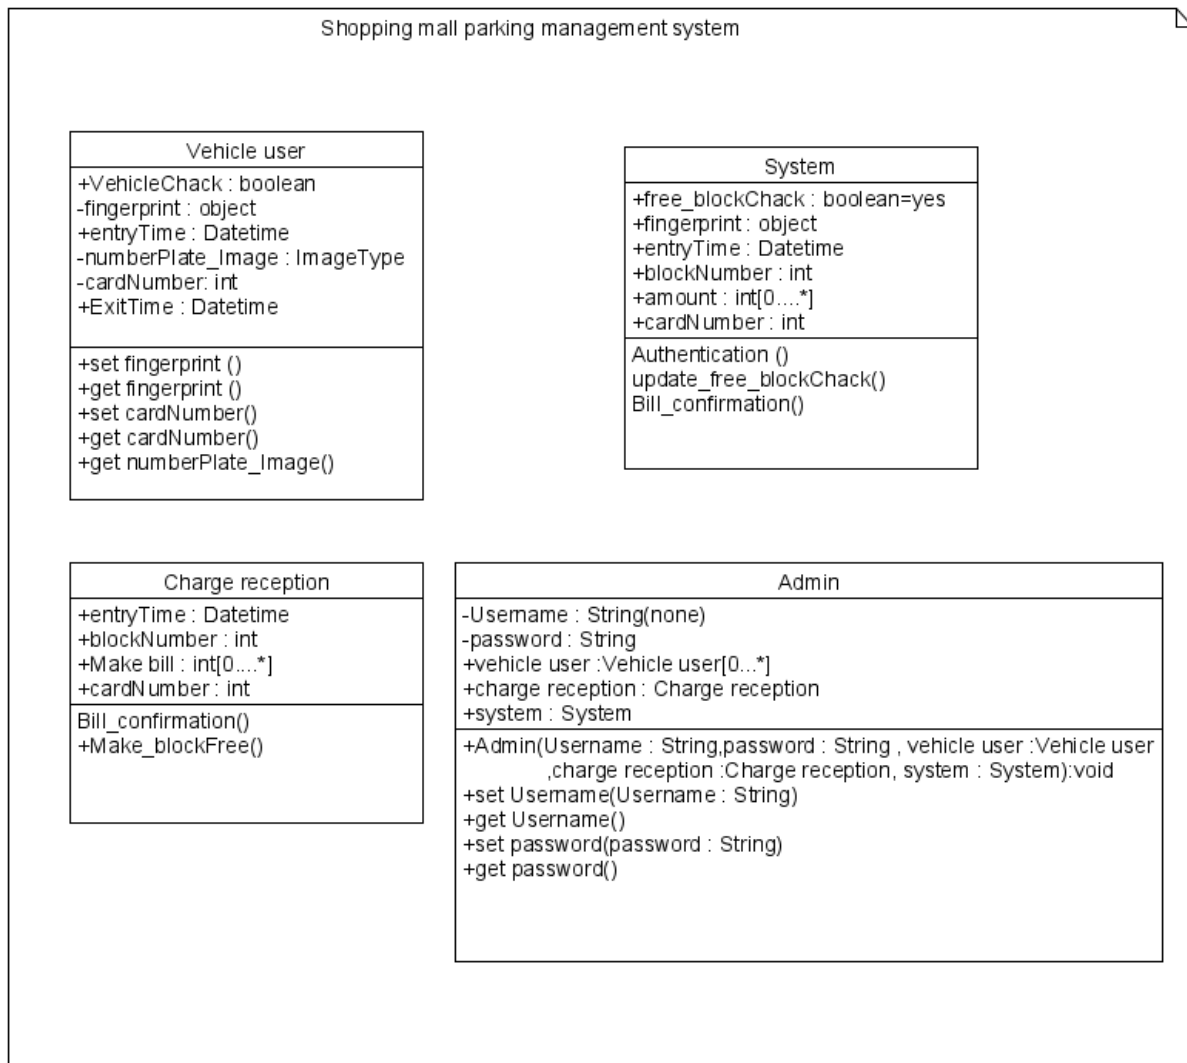 Shopping mall parking management system
Vehicle user
+VehicleChack : boolean
-fingerprint : object
+entryTime : Datetime
-numberPlate_Image : ImageType
-cardNumber: int
+ExitTime : Datetime
+set fingerprint ()
+get fingerprint ()
+set cardNumber()
+get cardNumber()
+get numberPlate_Image()
System
+free_blockChack : boolean=yes
+fingerprint : object
+entryTime : Datetime
+blockNumber : int
+amount : int[0....*]
+cardNumber : int
Authentication ()
update_free_blockChack()
Bill_confirmation()
Charge reception
+entryTime : Datetime
+blockNumber : int
+Make bill : int[0....*]
+cardNumber : int
Bill_confirmation()
+Make_blockFree()
Admin
-Username : String(none)
-password : String
+vehicle user :Vehicle user[0...*]
+charge reception : Charge reception
+system : System
+Admin(Username : String,password : String , vehicle user :Vehicle user
,charge reception :Charge reception, system : System):void
+set Username(Username : String)
+get Username()
+set password(password : String)
+get password()